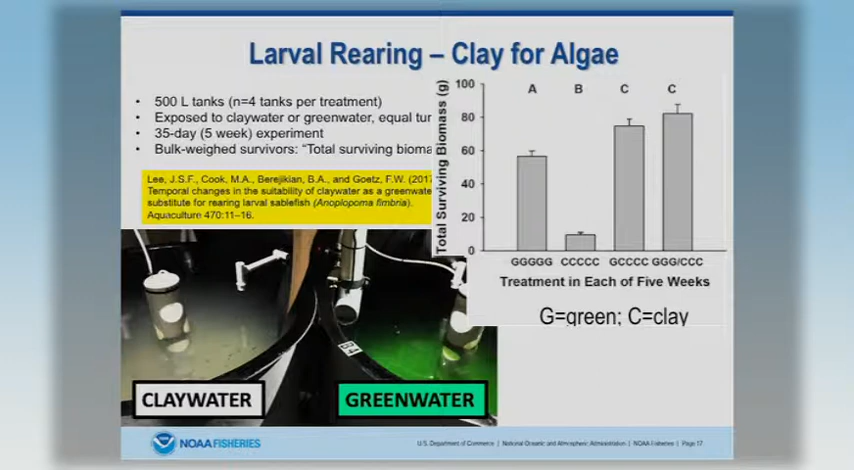 Larval Rearing – Clay for Algae
• 500 L tanks (n=4 tanks per treatment)
• Exposed to claywater or greenwater, equal tur
• 35-day (5 week) experiment
• Bulk-weighed survivors: “Total surviving bioma
Lee, J.S.F., Cook, M.A., Berejikian, B.A., and Goetz, F.W. (2017
Temporal changes in the suitability of claywater as a greenwate
substitute for rearing larval sablefish (Anoplopoma fimbria).
Aquaculture 470:11–16.
Total Surviving Biomass (g)
100
80
60
40
20
0
A B C C
GGGGG CCCCC GCCCC GGG/CCC
Treatment in Each of Five Weeks
G=green; C=clay
CLAYWATER
GREENWATER
NOAA FISHERIES
U.S. Department of Commerce | National Oceanic and Atmospheric Administration | NOAA Fisheries | Page 17